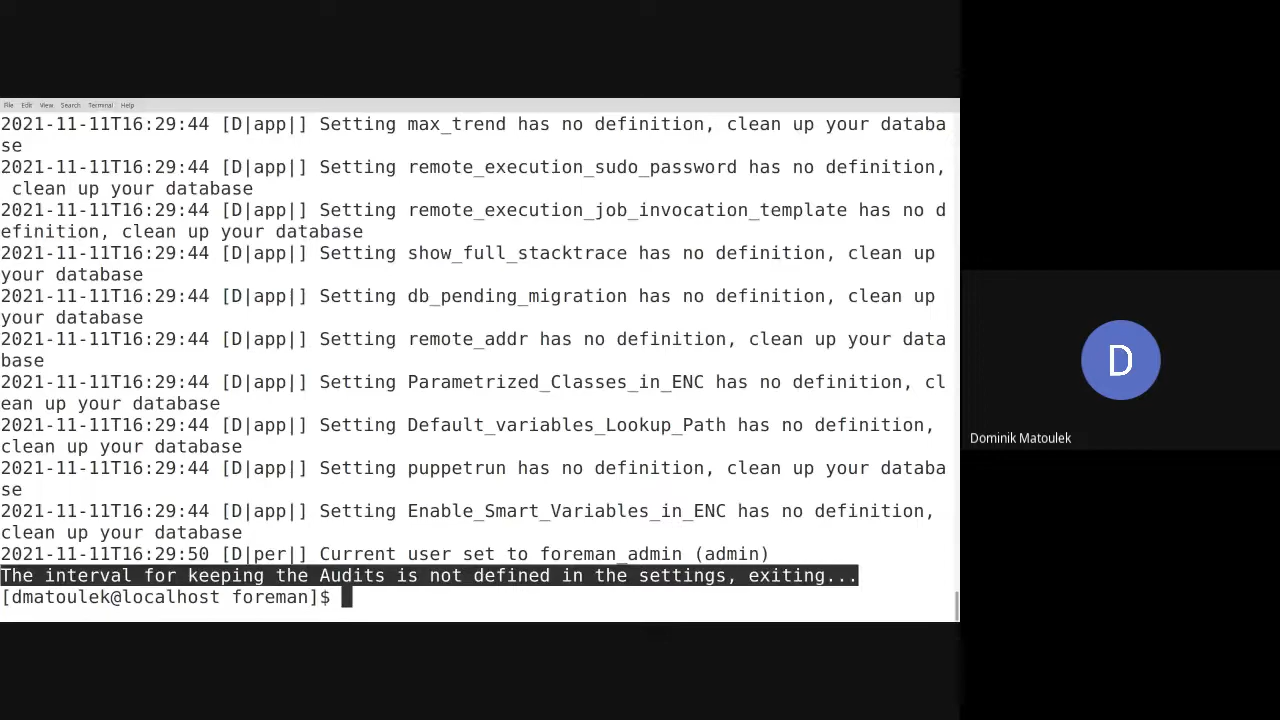 File Edit View Search Terminal Help
2021-11-11T16:29:44 [D|app|] Setting max_trend has no definition, clean up your databa
se
2021-11-11T16:29:44 [D|app|] Setting remote_execution_sudo_password has no definition,
 clean up your database
2021-11-11T16:29:44 [D|app|] Setting remote_execution_job_invocation_template has no d
efinition, clean up your database
2021-11-11T16:29:44 [D|app|] Setting show_full_stacktrace has no definition, clean up
your database
2021-11-11T16:29:44 [D|app|] Setting db_pending_migration has no definition, clean up
your database
2021-11-11T16:29:44 [D|app|] Setting remote_addr has no definition, clean up your data
base
2021-11-11T16:29:44 [D|app|] Setting Parametrized_Classes_in_ENC has no definition, cl
ean up your database
2021-11-11T16:29:44 [D|app|] Setting Default_variables_Lookup_Path has no definition,
clean up your database
2021-11-11T16:29:44 [D|app|] Setting puppetrun has no definition, clean up your databa
se
2021-11-11T16:29:44 [D|app|] Setting Enable_Smart_Variables_in_ENC has no definition,
clean up your database
2021-11-11T16:29:50 [D|per|] Current user set to foreman_admin (admin)
The interval for keeping the Audits is not defined in the settings, exiting...
[dmatoulek@localhost foreman]$
D
Dominik Matoulek